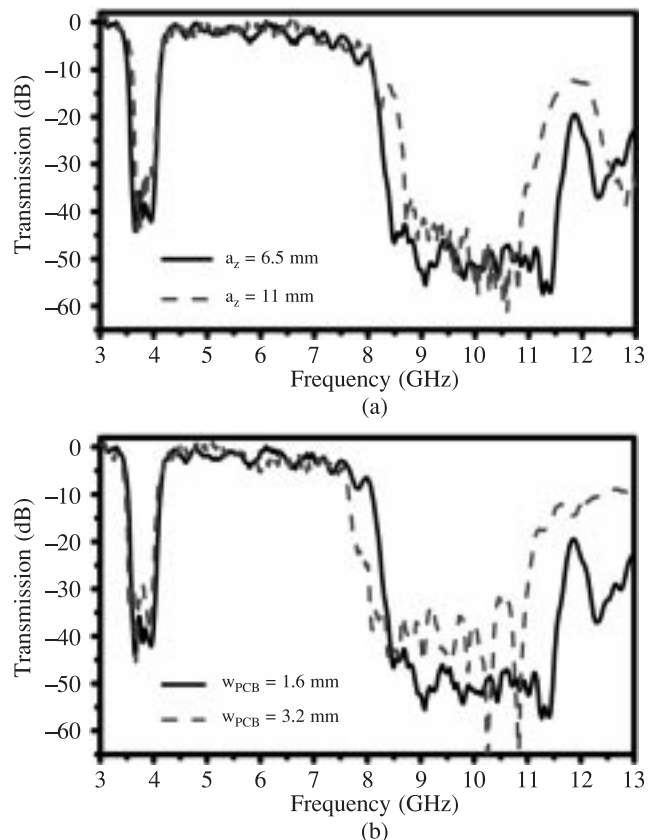 0
−10
−20
−30
−40
−50
−60
Transmission (dB)
a_z = 6.5 mm
a_z = 11 mm
3 4 5 6 7 8 9 10 11 12 13
Frequency (GHz)
(a)
0
−10
−20
−30
−40
−50
−60
Transmission (dB)
w_PCB = 1.6 mm
w_PCB = 3.2 mm
3 4 5 6 7 8 9 10 11 12 13
Frequency (GHz)
(b)